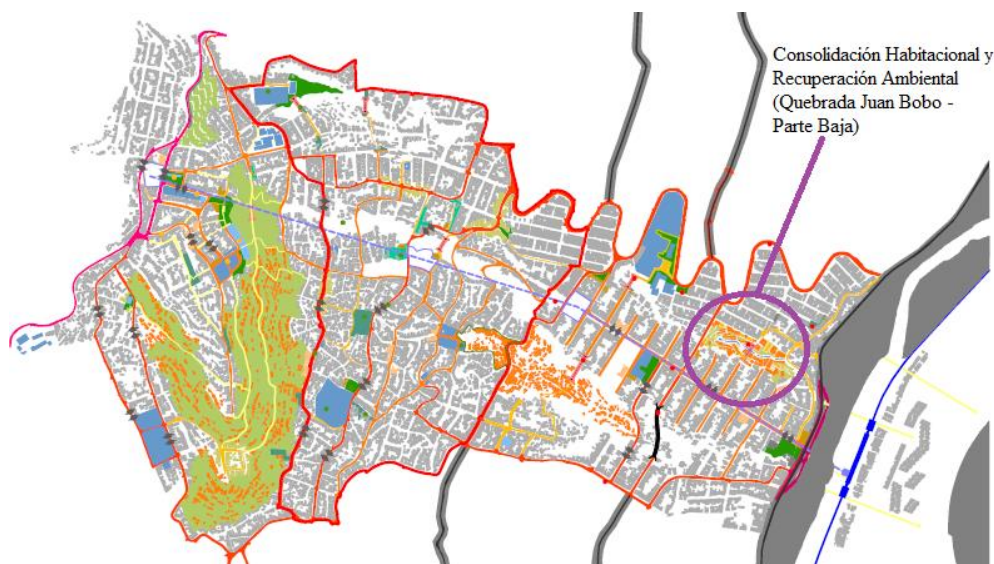 Consolidación Habitacional y
Recuperación Ambiental
(Quebrada Juan Bobo -
Parte Baja)